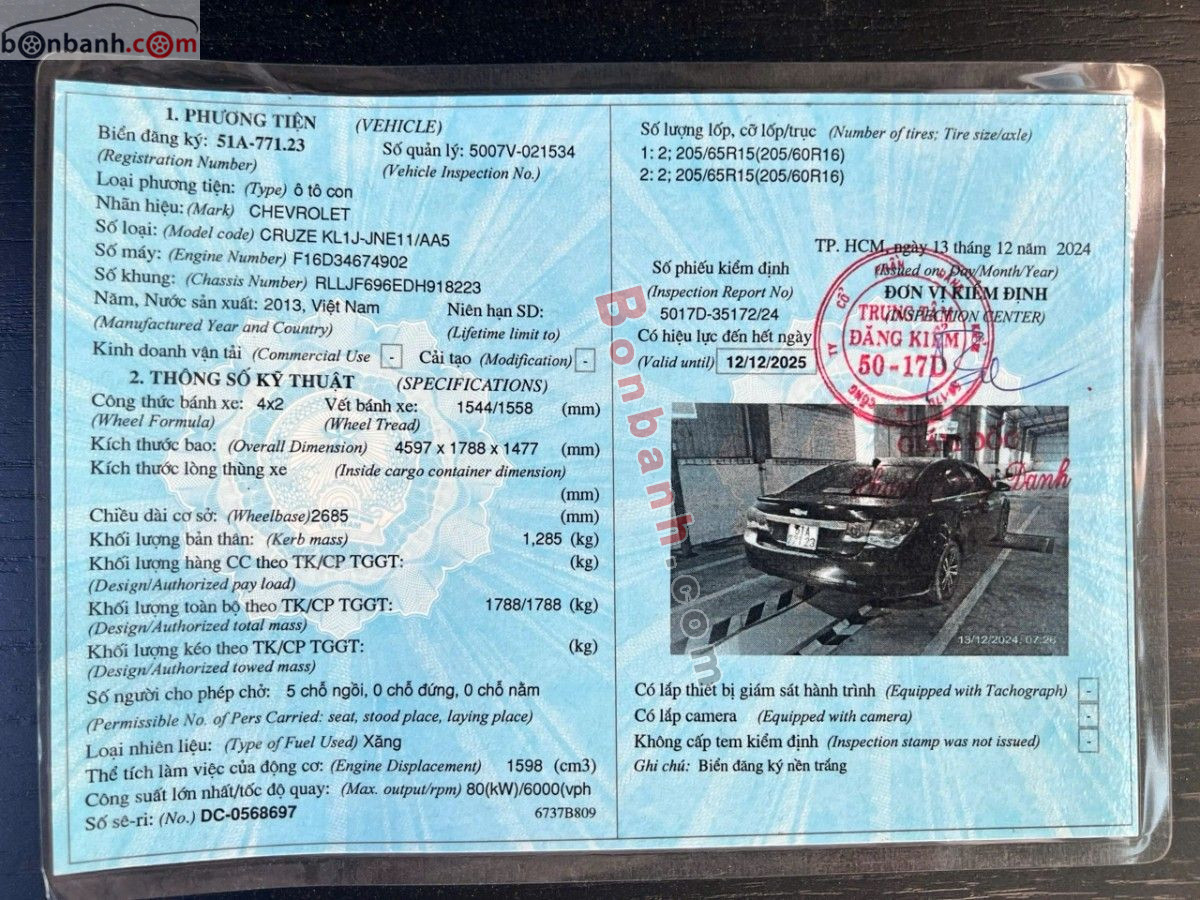 bonbanh.com
1. PHƯƠNG TIỆN (VEHICLE)
Biển đăng ký: 51A-771.23 Số quản lý: 5007V-021534
(Registration Number) (Vehicle Inspection No.)
Loại phương tiện: (Type) ô tô con
Nhãn hiệu: (Mark) CHEVROLET
Số loại: (Model code) CRUZE KL1J-JNE11/AA5
Số máy: (Engine Number) F16D34674902
Số khung: (Chassis Number) RLLJF696EDH918223
Năm, Nước sản xuất: 2013, Việt Nam Niên hạn SD:
(Manufactured Year and Country) (Lifetime limit to)
Kinh doanh vận tải (Commercial Use - Cải tạo (Modification) -
2. THÔNG SỐ KỸ THUẬT (SPECIFICATIONS)
Công thức bánh xe: 4x2 Vết bánh xe: 1544/1558 (mm)
(Wheel Formula) (Wheel Tread)
Kích thước bao: (Overall Dimension) 4597 x 1788 x 1477 (mm)
Kích thước lòng thùng xe (Inside cargo container dimension)
(mm)
Chiều dài cơ sở: (Wheelbase)2685 (mm)
Khối lượng bản thân: (Kerb mass) 1,285 (kg)
Khối lượng hàng CC theo TK/CP TGGT: (kg)
(Design/Authorized pay load)
Khối lượng toàn bộ theo TK/CP TGGT: 1788/1788 (kg)
(Design/Authorized total mass)
Khối lượng kéo theo TK/CP TGGT: (kg)
(Design/Authorized towed mass)
Số người cho phép chở: 5 chỗ ngồi, 0 chỗ đứng, 0 chỗ nằm
(Permissible No. of Pers Carried: seat, stood place, laying place)
Loại nhiên liệu: (Type of Fuel Used) Xăng
Thể tích làm việc của động cơ: (Engine Displacement) 1598 (cm3)
Công suất lớn nhất/tốc độ quay: (Max. output/rpm) 80(kW)/6000(vph
Số sê-ri: (No.) DC-0568697 6737B809
Số lượng lốp, cỡ lốp/trục (Number of tires; Tire size/axle)
1: 2; 205/65R15(205/60R16)
2: 2; 205/65R15(205/60R16)
TP. HCM, ngày 13 tháng 12 năm 2024
(Issued on: Day/Month/Year)
Số phiếu kiểm định ĐƠN VỊ KIỂM ĐỊNH
(Inspection Report No) (INSPECTION CENTER)
5017D-35172/24
Có hiệu lực đến hết ngày
(Valid until) 12/12/2025
TRUNG TÂM
ĐĂNG KIỂM
50-17D
GIÁM ĐỐC
Danh
13/12/2024, 07:26
Bonbanh.com
Có lắp thiết bị giám sát hành trình (Equipped with Tachograph) -
Có lắp camera (Equipped with camera) -
Không cấp tem kiểm định (Inspection stamp was not issued) -
Ghi chú: Biển đăng ký nền trắng